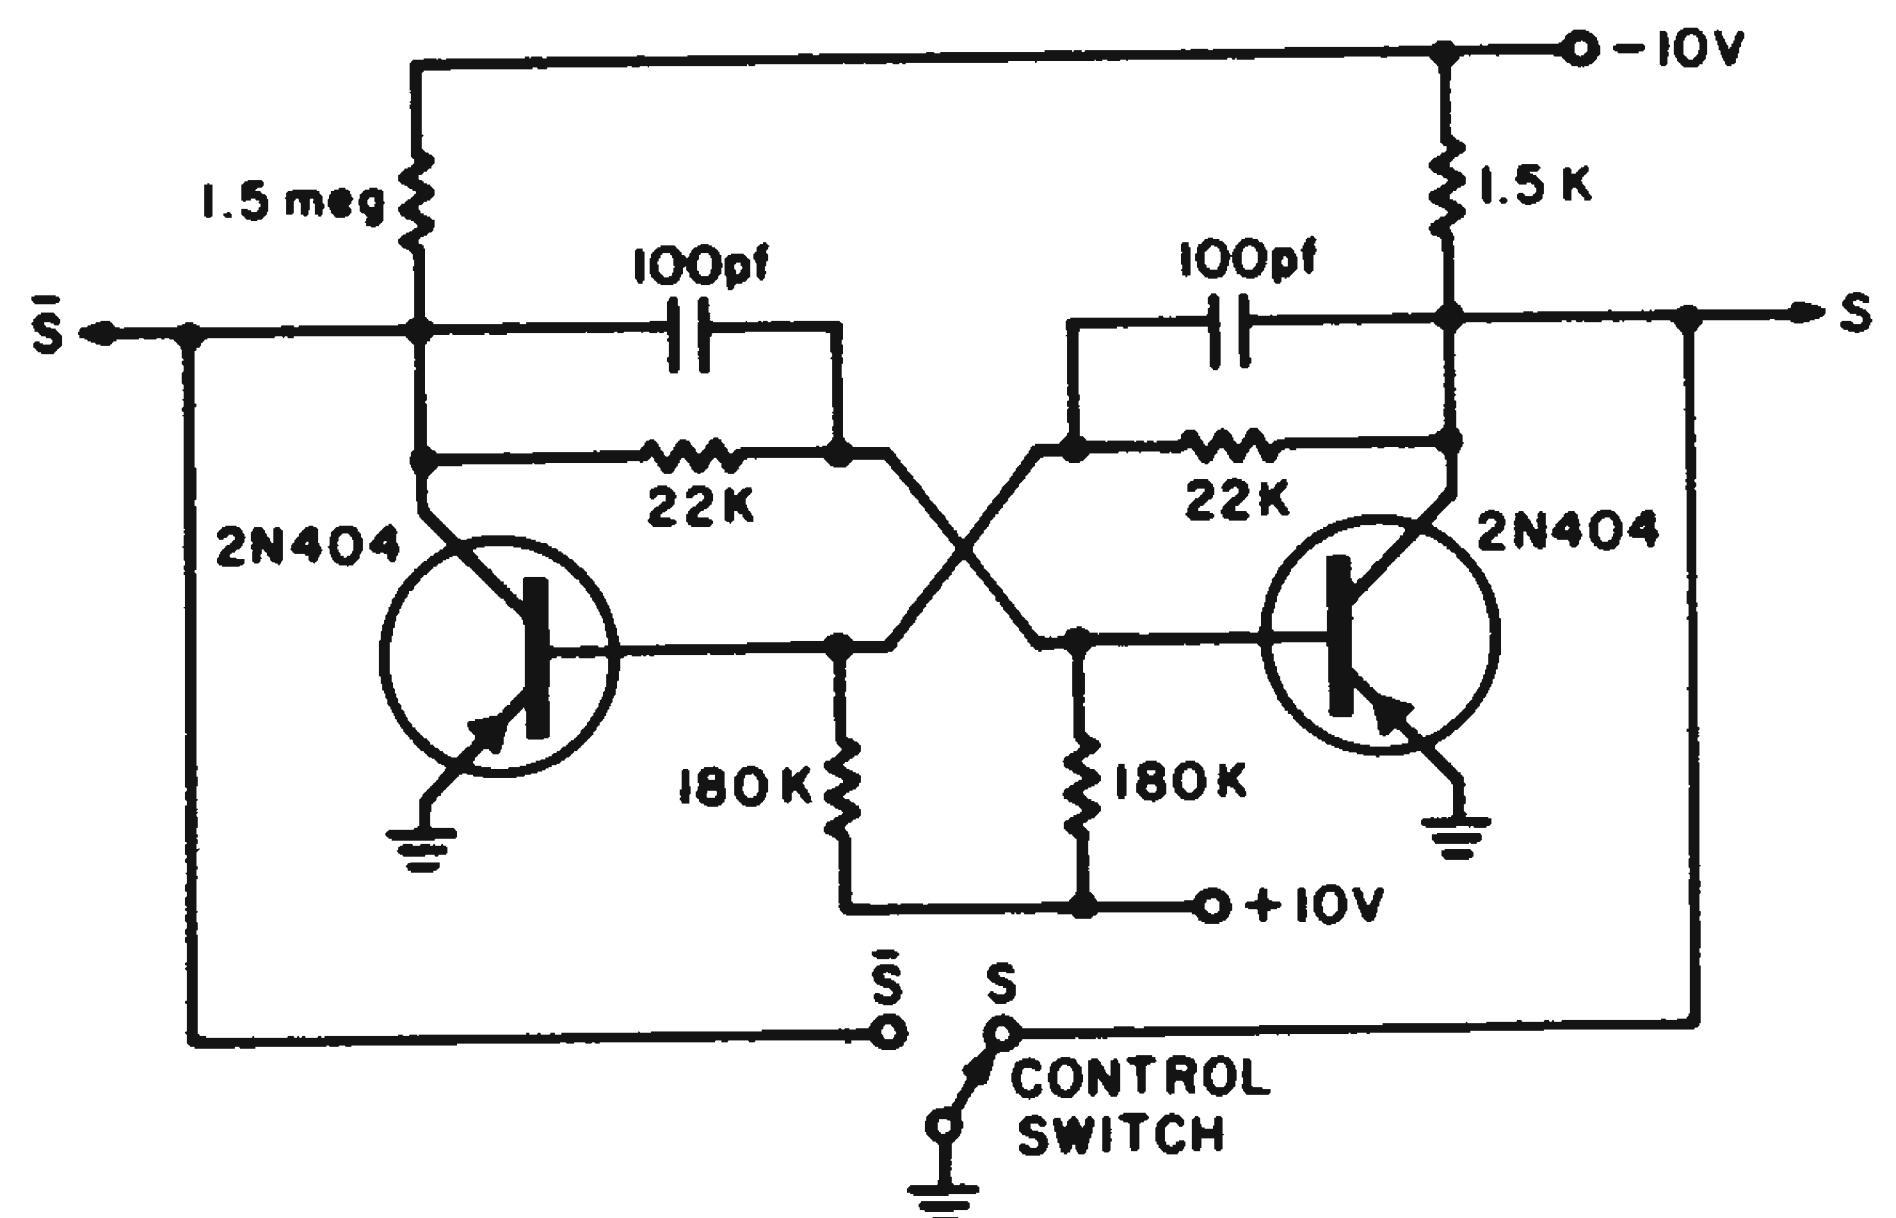 −10V
1.5 meg
1.5 K
100pf
100pf
S̅
S
22K
22K
2N404
2N404
180K
180K
+10V
S̅
S
CONTROL
SWITCH